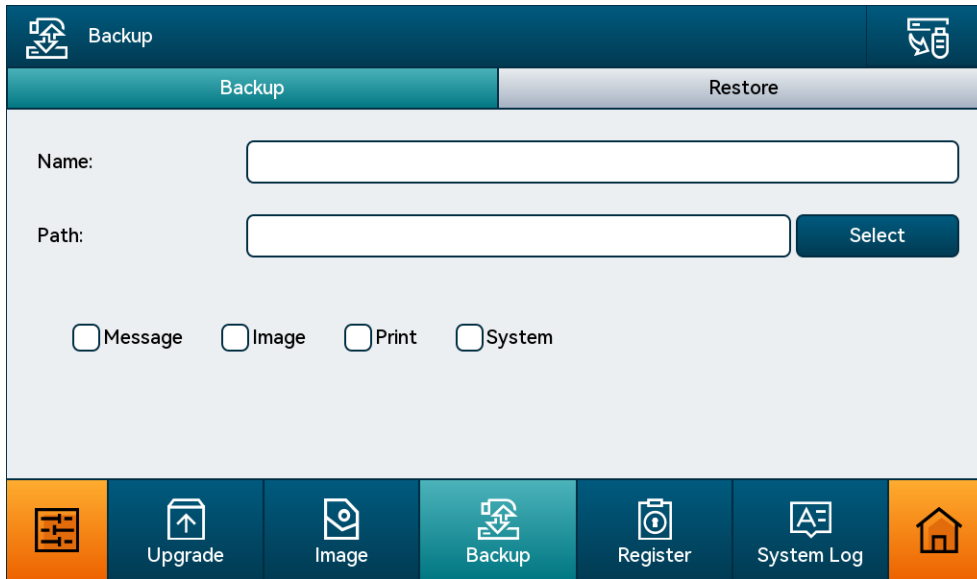 Backup
Backup
Restore
Name:
Path:
Select
Message
Image
Print
System
Upgrade
Image
Backup
Register
System Log